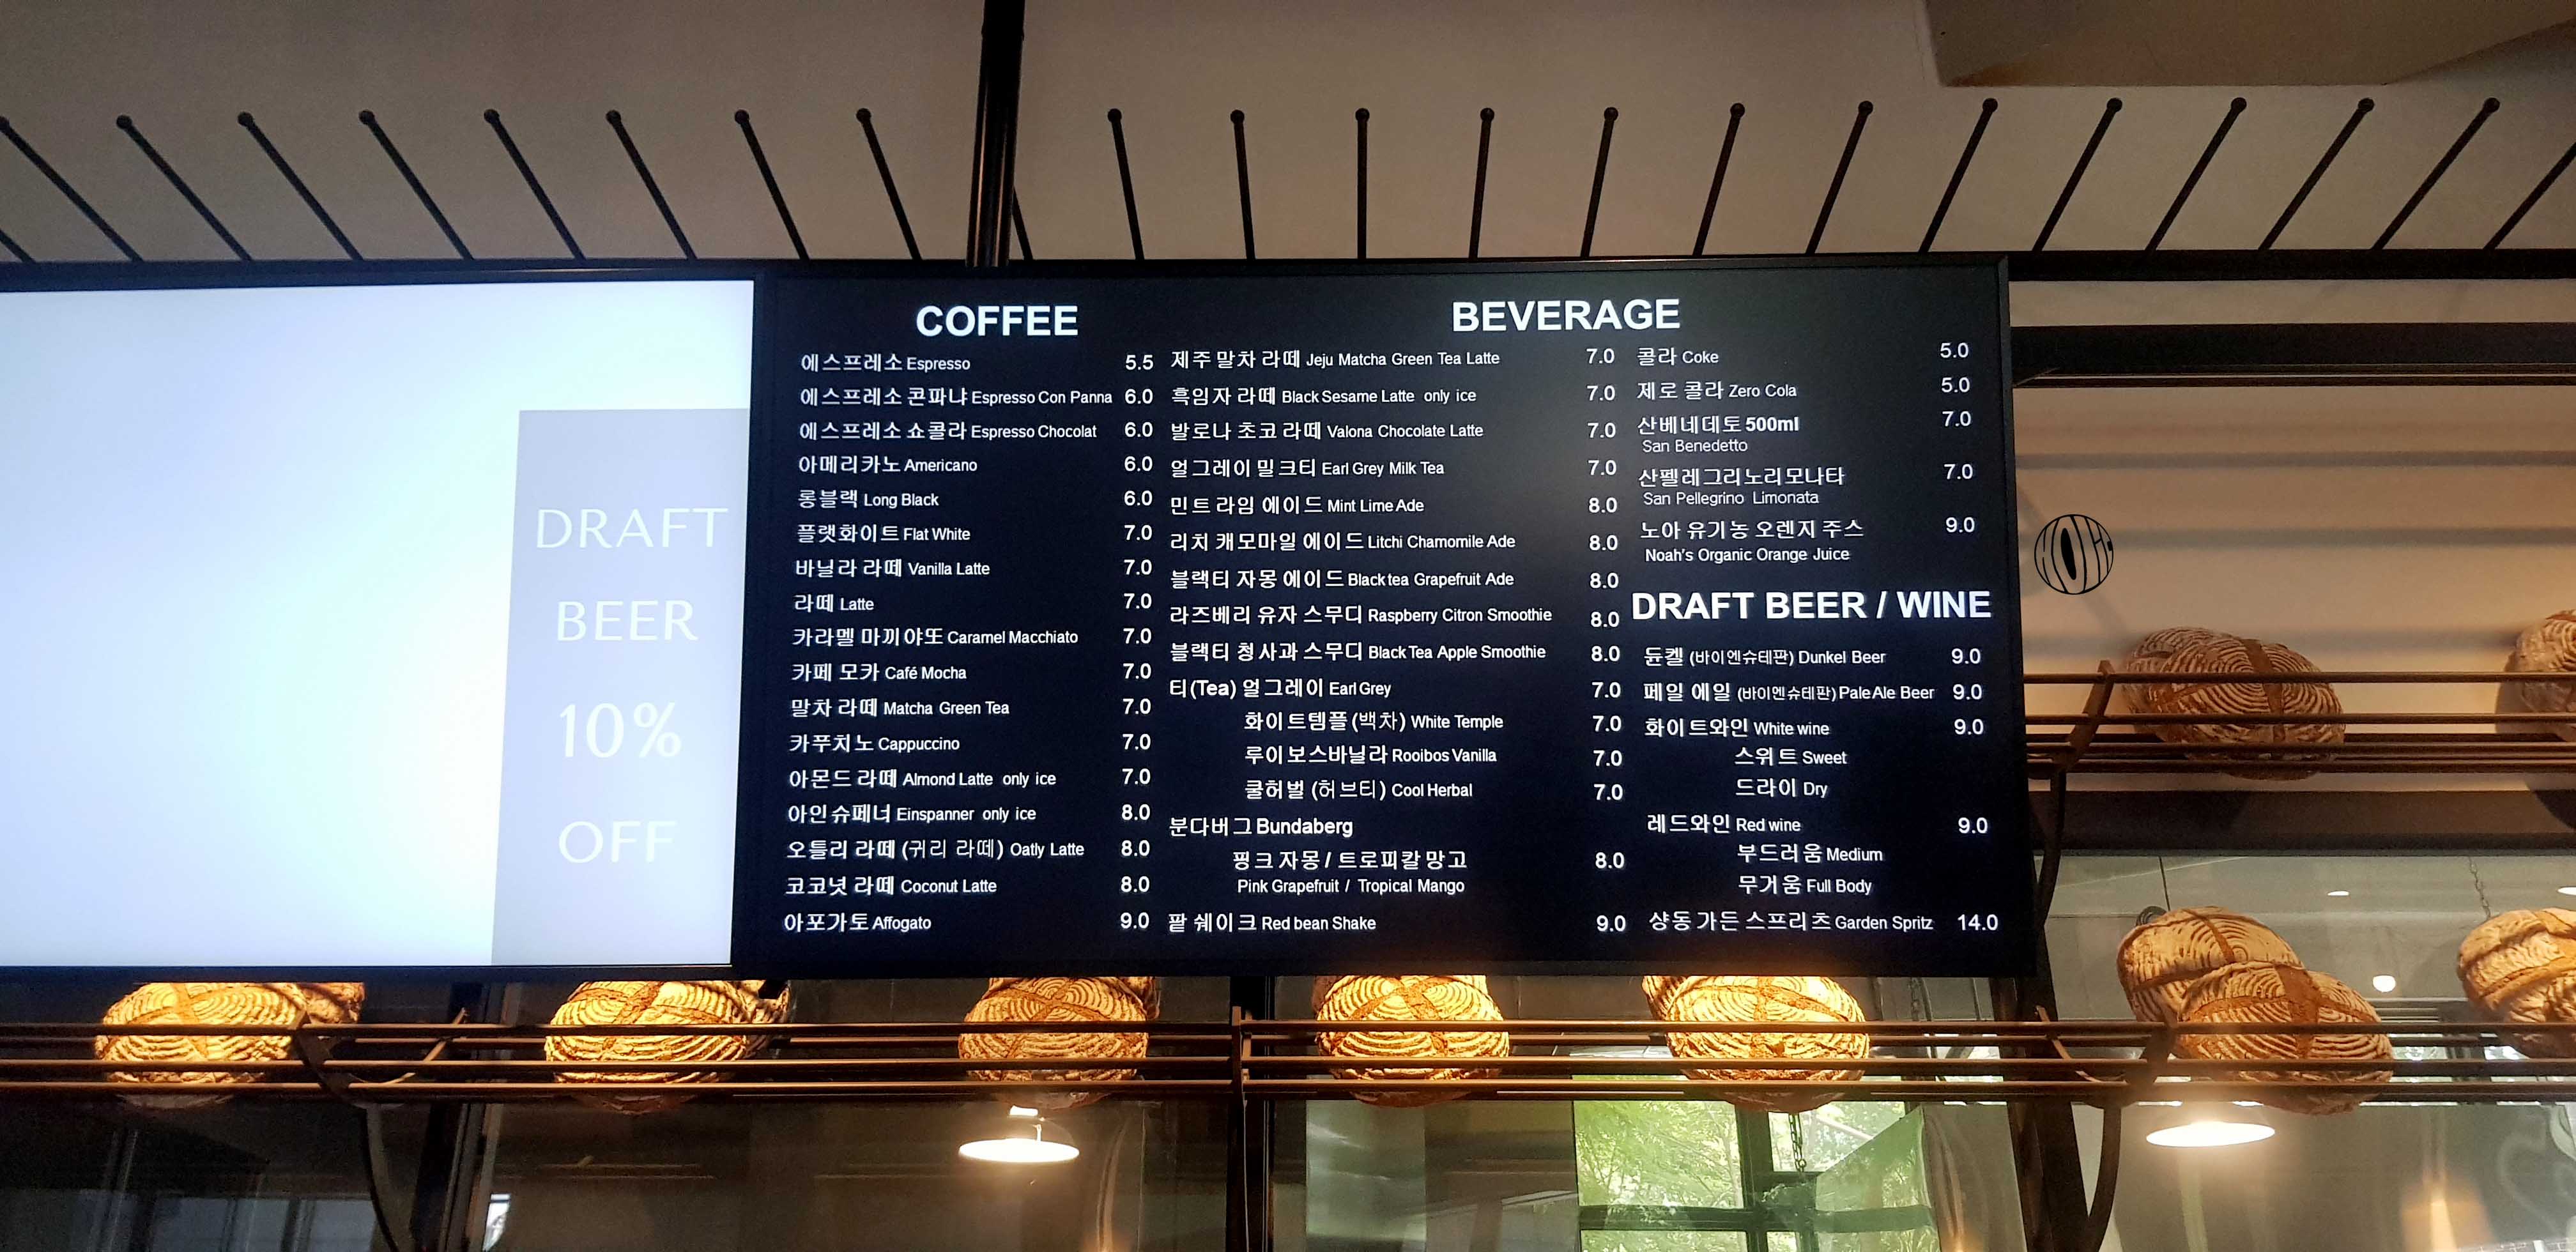 DRAFT
BEER
10%
OFF
COFFEE
에스프레소 Espresso 5.5
에스프레소 콘파냐 Espresso Con Panna 6.0
에스프레소 쇼콜라 Espresso Chocolat 6.0
아메리카노 Americano 6.0
롱블랙 Long Black 6.0
플랫화이트 Flat White 7.0
바닐라 라떼 Vanilla Latte 7.0
라떼 Latte 7.0
카라멜 마끼야또 Caramel Macchiato 7.0
카페 모카 Café Mocha 7.0
말차 라떼 Matcha Green Tea 7.0
카푸치노 Cappuccino 7.0
아몬드 라떼 Almond Latte only ice 7.0
아인슈페너 Einspanner only ice 8.0
오틀리 라떼 (귀리 라떼) Oatly Latte 8.0
코코넛 라떼 Coconut Latte 8.0
아포가토 Affogato 9.0
BEVERAGE
제주 말차 라떼 Jeju Matcha Green Tea Latte 7.0
흑임자 라떼 Black Sesame Latte only ice 7.0
발로나 초코 라떼 Valona Chocolate Latte 7.0
얼그레이 밀크티 Earl Grey Milk Tea 7.0
민트 라임 에이드 Mint Lime Ade 8.0
리치 캐모마일 에이드 Litchi Chamomile Ade 8.0
블랙티 자몽 에이드 Black tea Grapefruit Ade 8.0
라즈베리 유자 스무디 Raspberry Citron Smoothie 8.0
블랙티 청사과 스무디 Black Tea Apple Smoothie 8.0
티(Tea) 얼그레이 Earl Grey 7.0
화이트템플 (백차) White Temple 7.0
루이보스바닐라 Rooibos Vanilla 7.0
쿨허벌 (허브티) Cool Herbal 7.0
분다버그 Bundaberg
핑크 자몽 / 트로피칼 망고 8.0
Pink Grapefruit / Tropical Mango
팥 쉐이크 Red bean Shake 9.0
콜라 Coke 5.0
제로 콜라 Zero Cola 5.0
산베네데토 500ml 7.0
San Benedetto
산펠레그리노리모나타 7.0
San Pellegrino Limonata
노아 유기농 오렌지 주스 9.0
Noah's Organic Orange Juice
DRAFT BEER / WINE
듄켈 (바이엔슈테판) Dunkel Beer 9.0
페일 에일 (바이엔슈테판) Pale Ale Beer 9.0
화이트와인 White wine 9.0
스위트 Sweet
드라이 Dry
레드와인 Red wine 9.0
부드러움 Medium
무거움 Full Body
샹동 가든 스프리츠 Garden Spritz 14.0